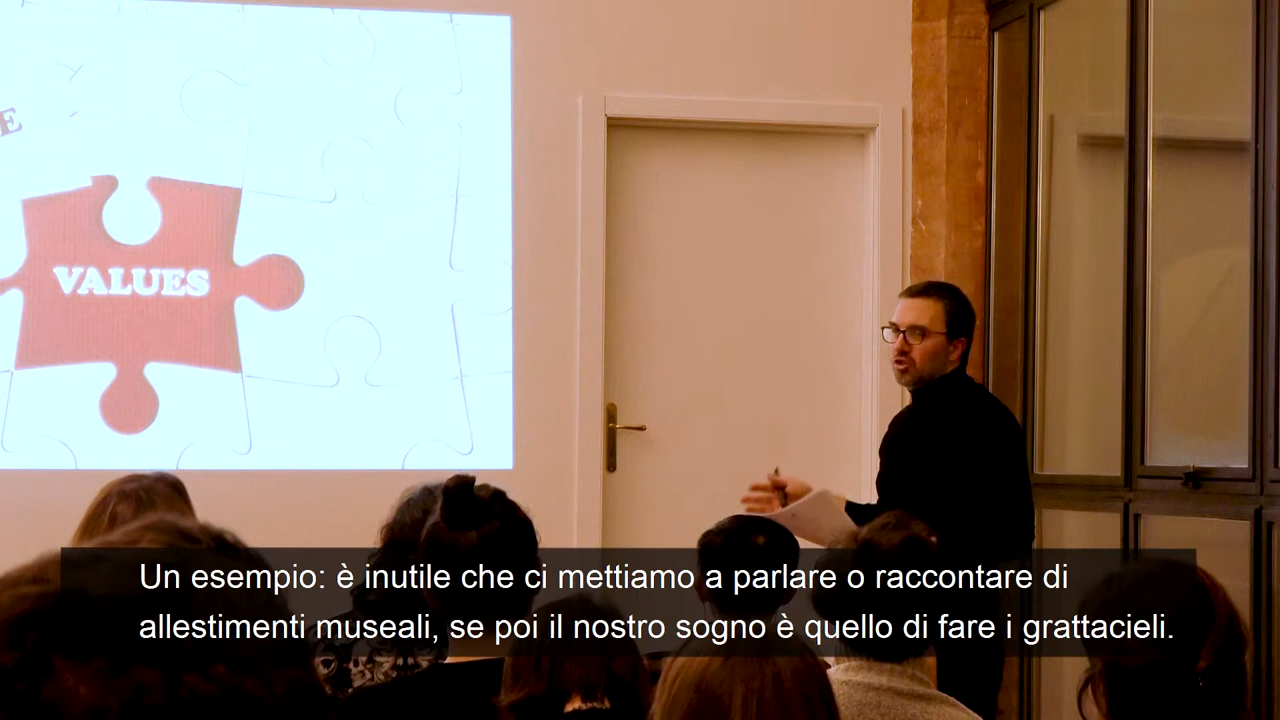 VALUES
Un esempio: è inutile che ci mettiamo a parlare o raccontare di
allestimenti museali, se poi il nostro sogno è quello di fare i grattacieli.